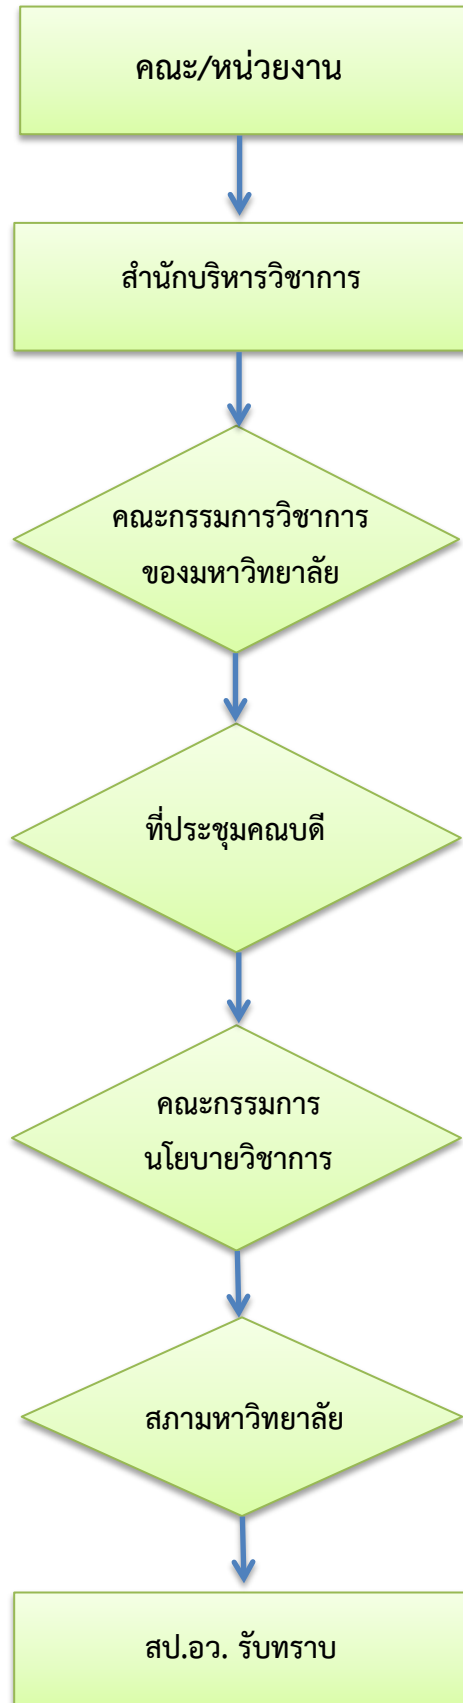 คณะ/หน่วยงาน
สำนักบริหารวิชาการ
คณะกรรมการวิชาการ
ของมหาวิทยาลัย
ที่ประชุมคณบดี
คณะกรรมการ
นโยบายวิชาการ
สภามหาวิทยาลัย
สป.อว. รับทราบ